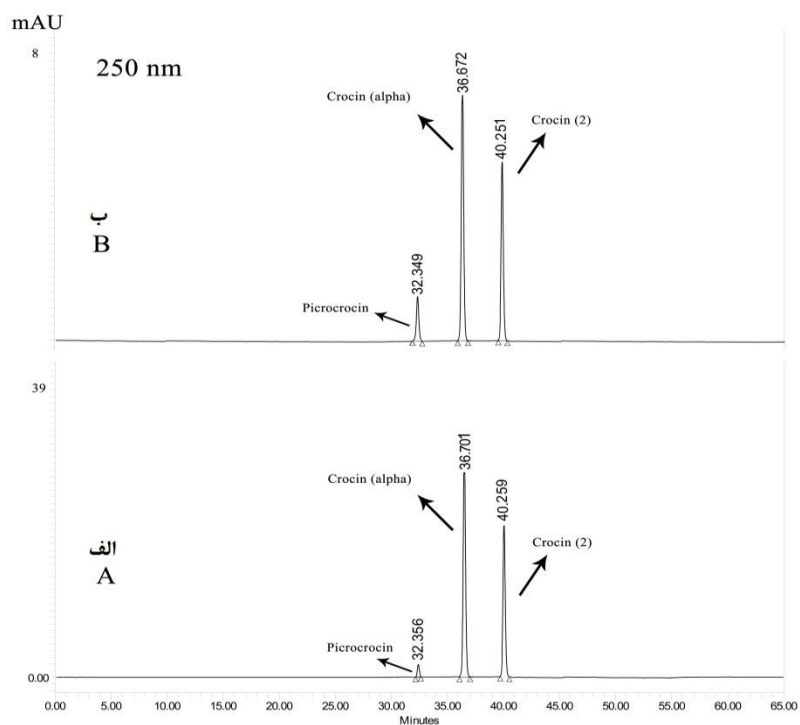 mAU
8
250 nm
36.672
Crocin (alpha)
Crocin (2)
40.251
ب
B
32.349
Picrocrocin
39
36.701
Crocin (alpha)
40.259
Crocin (2)
الف
A
32.356
Picrocrocin
0.00
0.00 5.00 10.00 15.00 20.00 25.00 30.00 35.00 40.00 45.00 50.00 55.00 60.00 65.00
Minutes